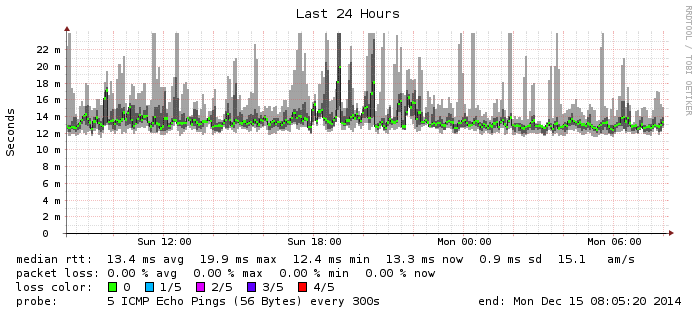 Last 24 Hours
RRDTOOL / TOBI OETIKER
Seconds
22 m
20 m
18 m
16 m
14 m
12 m
10 m
8 m
6 m
4 m
2 m
0
Sun 12:00 Sun 18:00 Mon 00:00 Mon 06:00
median rtt: 13.4 ms avg 19.9 ms max 12.4 ms min 13.3 ms now 0.9 ms sd 15.1 am/s
packet loss: 0.00 % avg 0.00 % max 0.00 % min 0.00 % now
loss color: 0 1/5 2/5 3/5 4/5
probe: 5 ICMP Echo Pings (56 Bytes) every 300s end: Mon Dec 15 08:05:20 2014